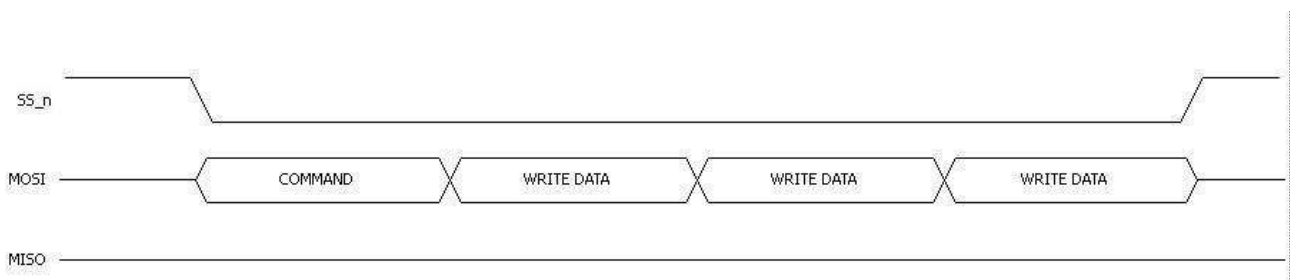 SS_n
MOSI COMMAND WRITE DATA WRITE DATA WRITE DATA
MISO